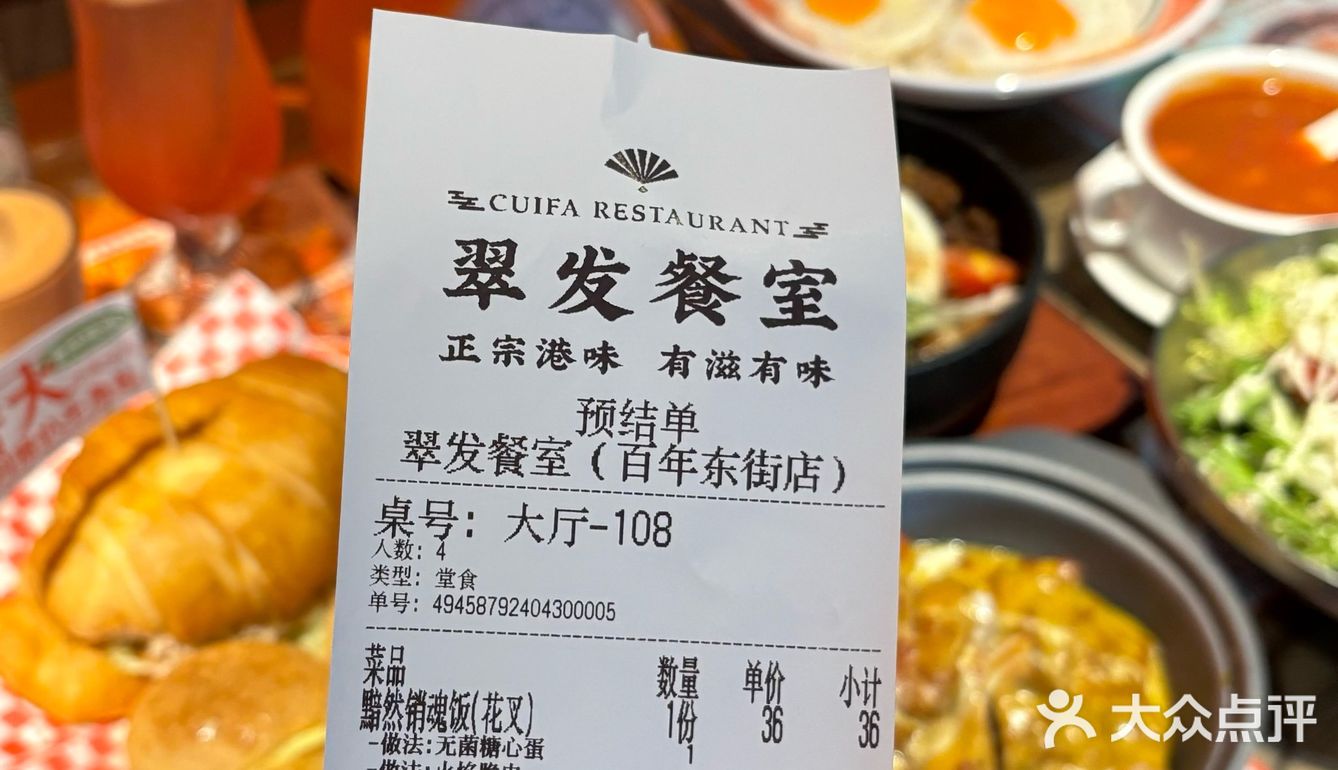 CUIFA RESTAURANT
翠发餐室
正宗港味 有滋有味
预结单
翠发餐室(百年东街店)
桌号: 大厅-108
人数: 4
类型: 堂食
单号: 49458792404300005
菜品 数量 单价 小计
黯然销魂饭(花叉) 1份 36 36
-做法:无菌糖心蛋 1
-做法:
大
大众点评